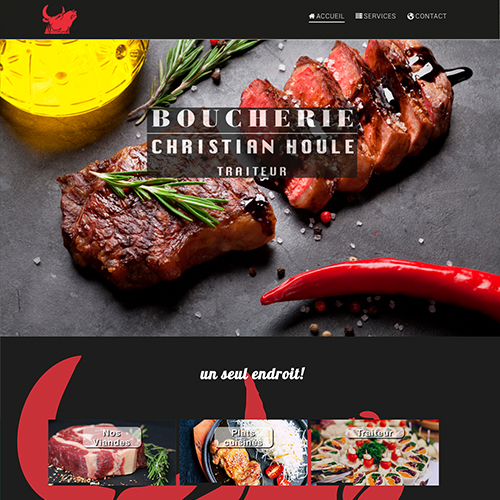 ACCUEIL
SERVICES
CONTACT
BOUCHERIE
CHRISTIAN HOULE
TRAITEUR
un seul endroit!
Nos
Viandes
Plats
cuisinés
Traiteur